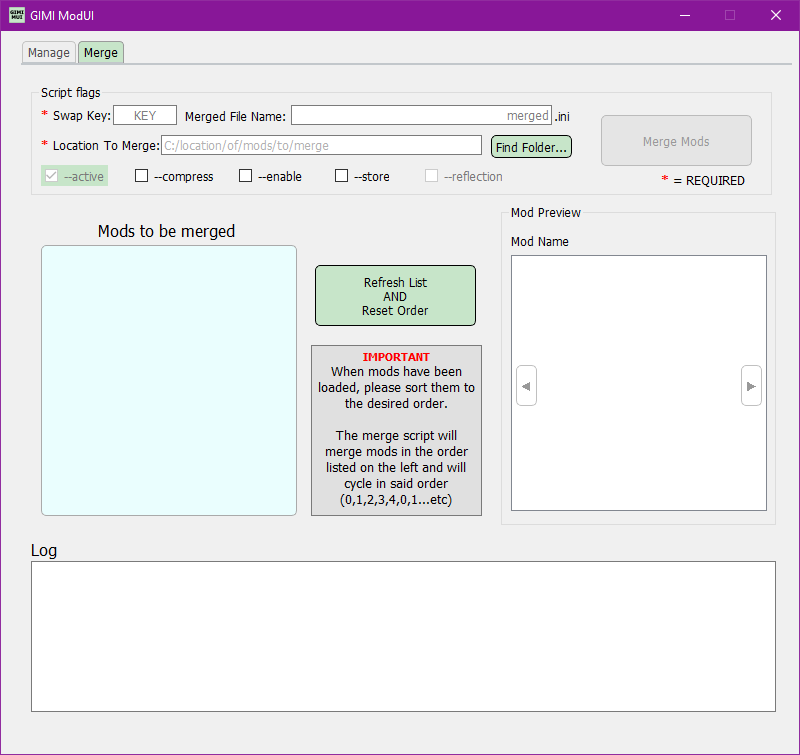 GIMI MUI GIMI ModUI
Manage Merge
Script flags
* Swap Key: KEY Merged File Name: merged .ini
* Location To Merge: C:/location/of/mods/to/merge Find Folder... Merge Mods
--active --compress --enable --store --reflection * = REQUIRED
Mods to be merged
Refresh List
AND
Reset Order
IMPORTANT
When mods have been
loaded, please sort them to
the desired order.
The merge script will
merge mods in the order
listed on the left and will
cycle in said order
(0,1,2,3,4,0,1...etc)
Mod Preview
Mod Name
Log